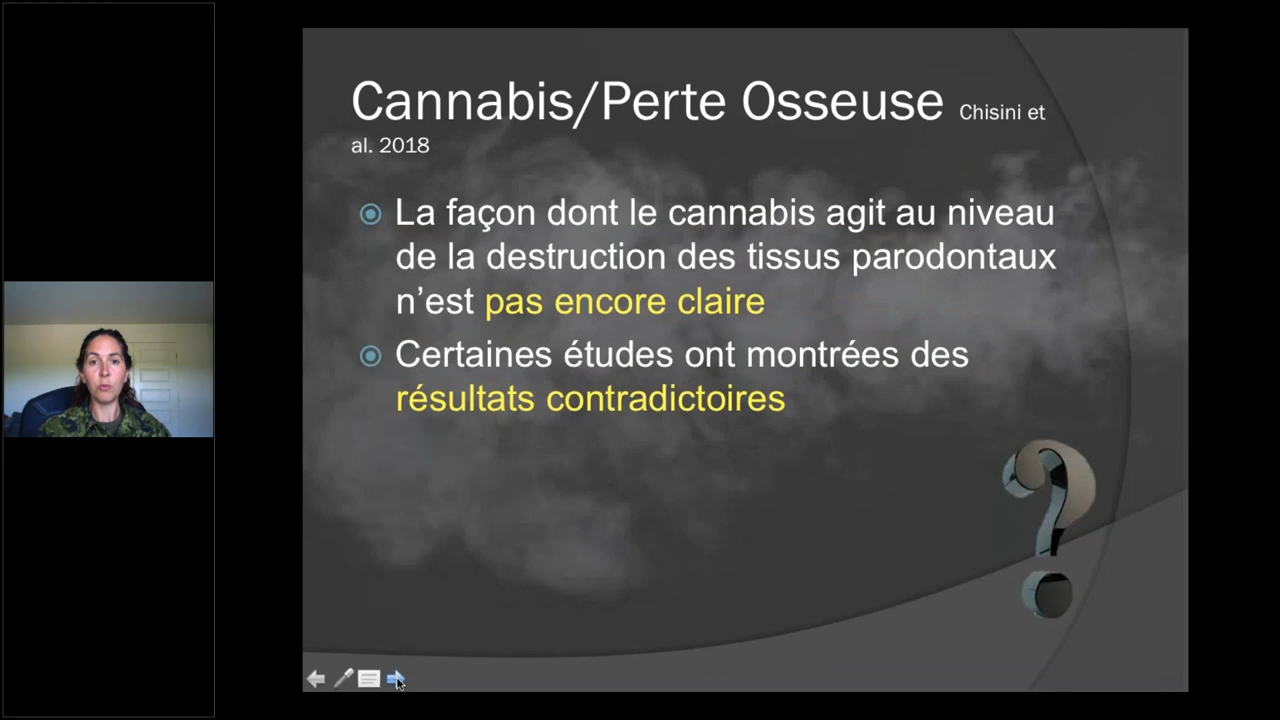 Cannabis/Perte Osseuse Chisini et
al. 2018
La façon dont le cannabis agit au niveau
de la destruction des tissus parodontaux
n’est pas encore claire
Certaines études ont montrées des
résultats contradictoires
?